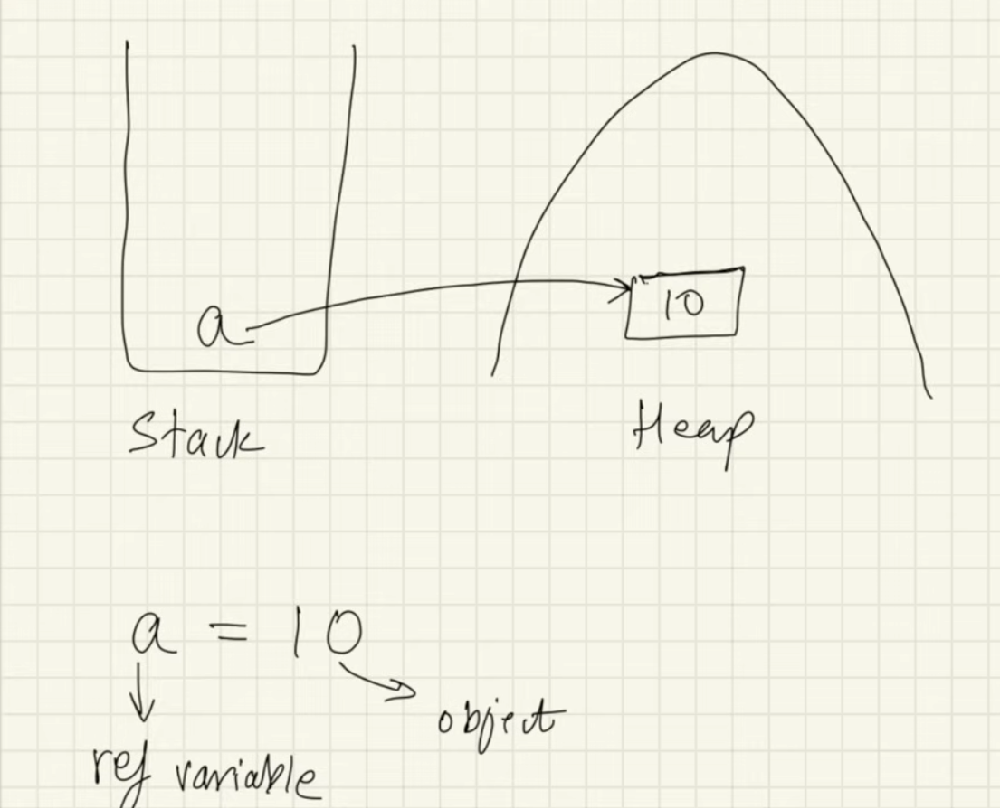 a
10
Stack
Heap
a = 10
object
ref variable